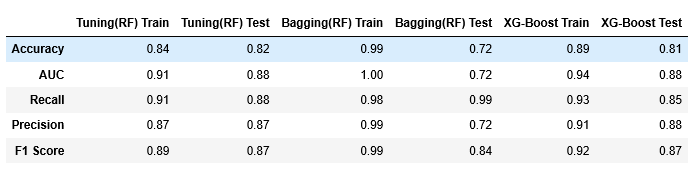 Tuning(RF) Train Tuning(RF) Test Bagging(RF) Train Bagging(RF) Test XG-Boost Train XG-Boost Test
Accuracy 0.84 0.82 0.99 0.72 0.89 0.81
AUC 0.91 0.88 1.00 0.72 0.94 0.88
Recall 0.91 0.88 0.98 0.99 0.93 0.85
Precision 0.87 0.87 0.99 0.72 0.91 0.88
F1 Score 0.89 0.87 0.99 0.84 0.92 0.87